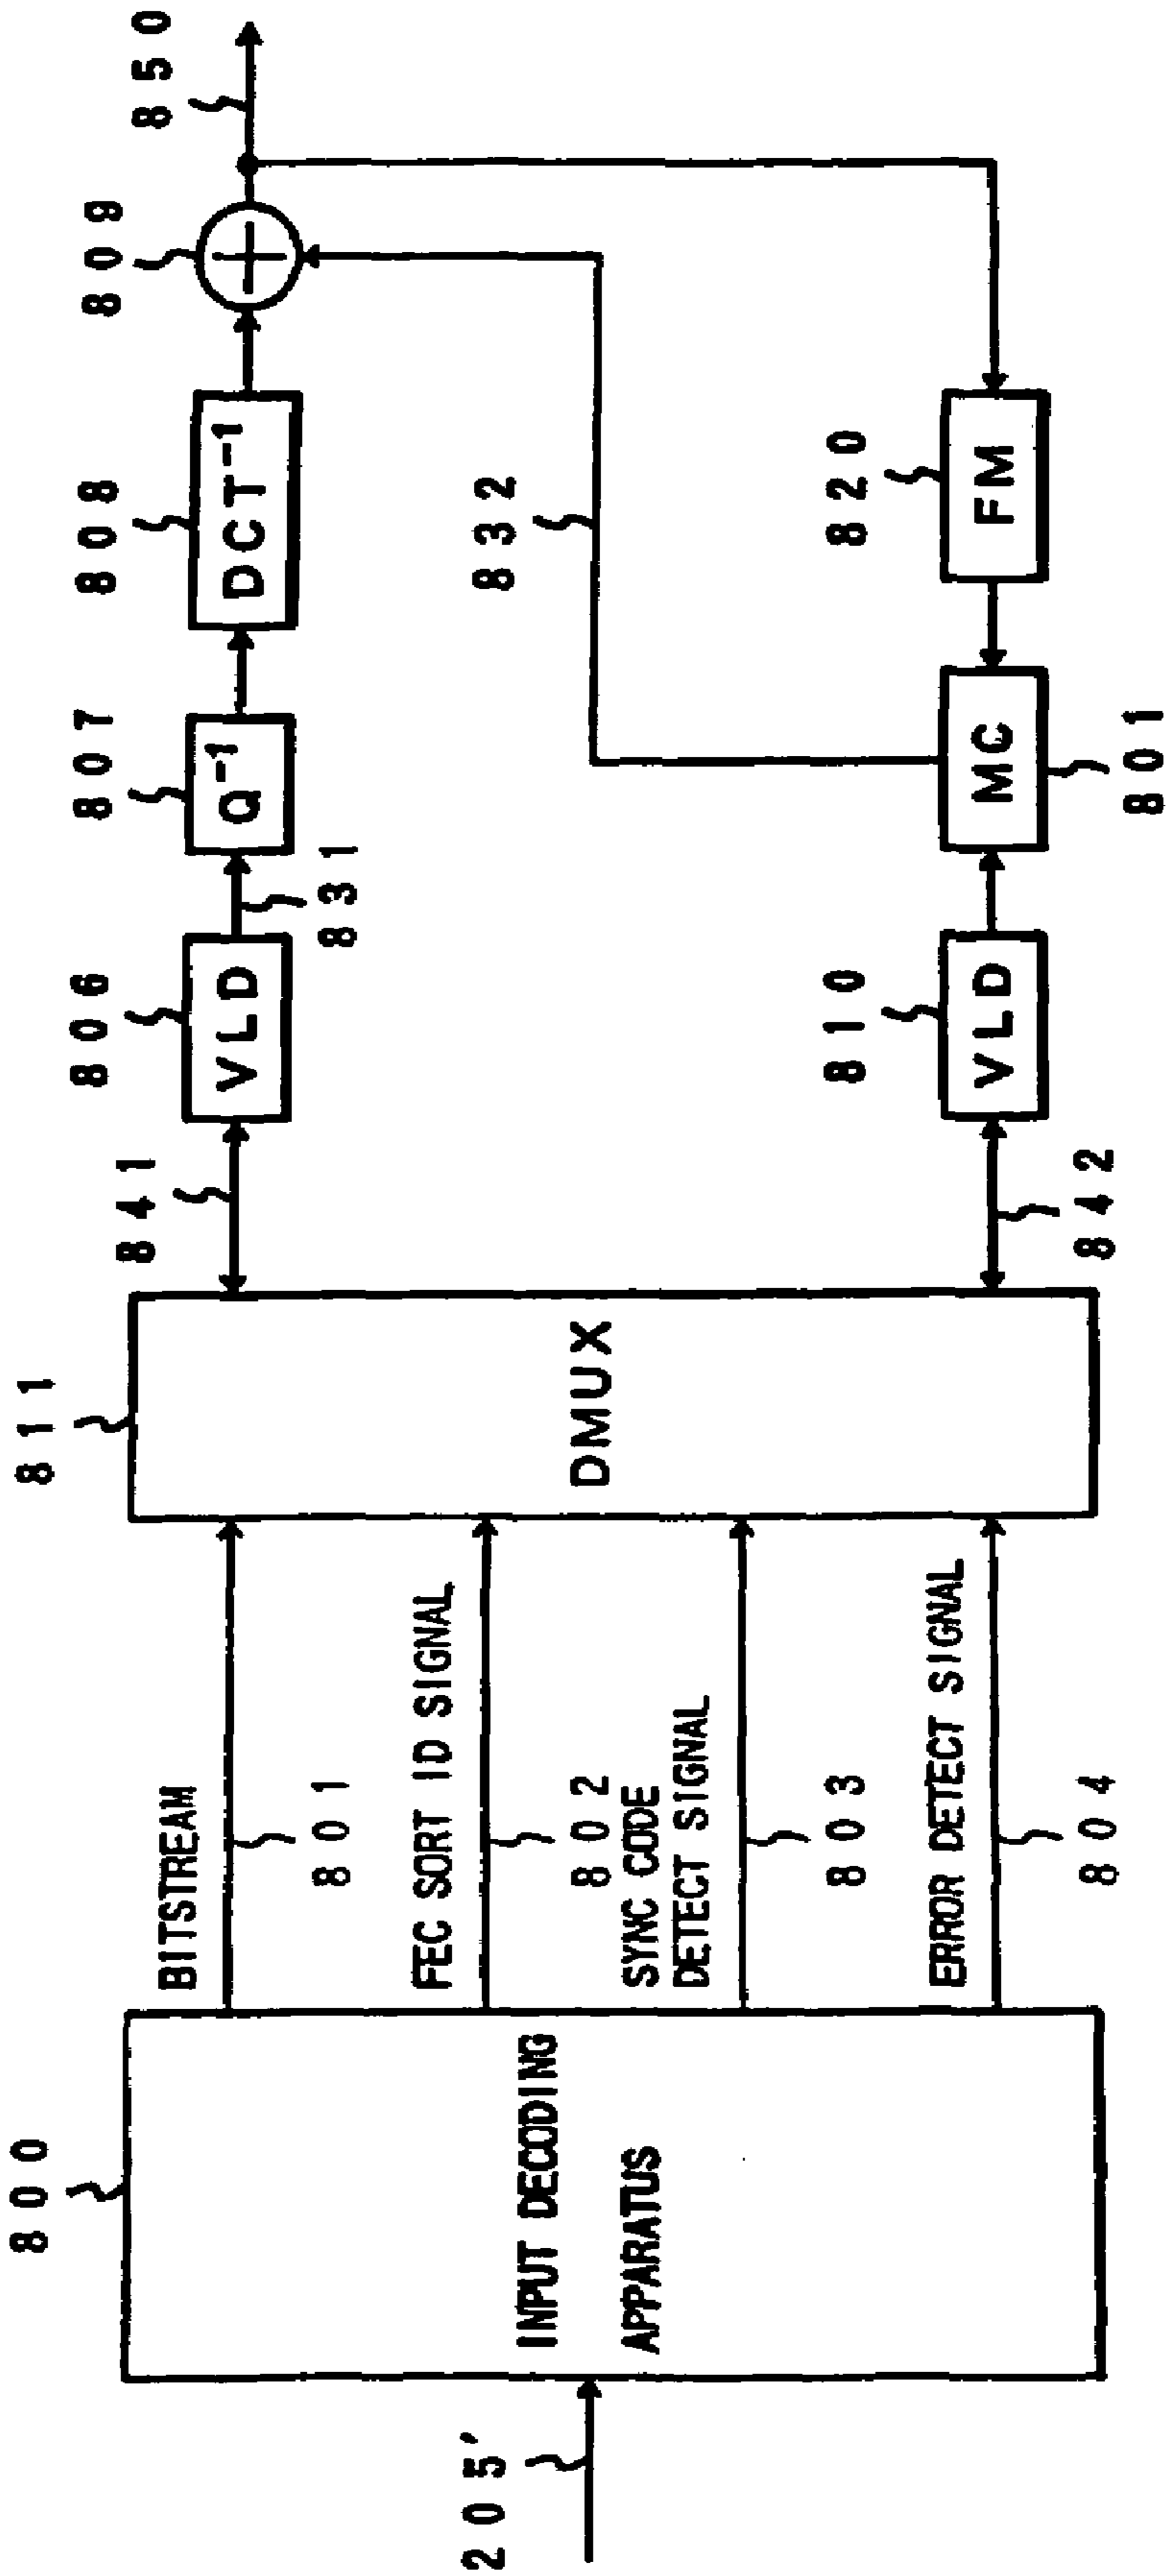 205'
800
INPUT DECODING
APPARATUS
BITSTREAM
801
FEC SORT ID SIGNAL
802
SYNC CODE
DETECT SIGNAL
803
ERROR DETECT SIGNAL
804
811
DMUX
841
806
VLD
831
807
Q⁻¹
808
DCT⁻¹
809
850
832
842
810
VLD
MC
801
820
FM